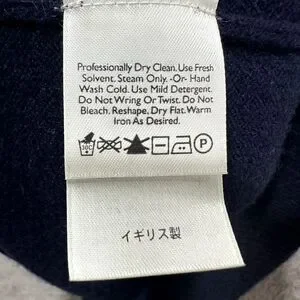 Professionally Dry Clean. Use Fresh
Solvent. Steam Only. -Or- Hand
Wash Cold. Use Mild Detergent.
Do Not Wring Or Twist. Do Not
Bleach. Reshape. Dry Flat. Warm
Iron As Desired.
30C P
イギリス製